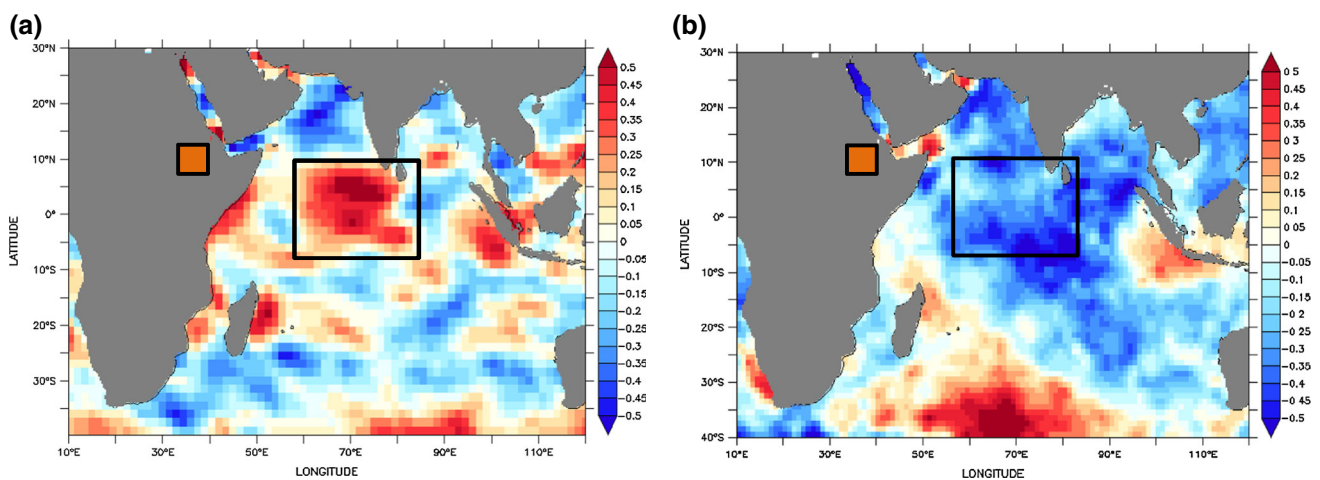 (a)
30°N
20°N
10°N
0°
10°S
20°S
30°S
LATITUDE
10°E
30°E
50°E
70°E
90°E
110°E
LONGITUDE
0.5
0.45
0.4
0.35
0.3
0.25
0.2
0.15
0.1
0.05
0
-0.05
-0.1
-0.15
-0.2
-0.25
-0.3
-0.35
-0.4
-0.45
-0.5
(b)
30°N
20°N
10°N
0°
10°S
20°S
30°S
40°S
LATITUDE
10°E
30°E
50°E
70°E
90°E
110°E
LONGITUDE
0.5
0.45
0.4
0.35
0.3
0.25
0.2
0.15
0.1
0.05
0
-0.05
-0.1
-0.15
-0.2
-0.25
-0.3
-0.35
-0.4
-0.45
-0.5